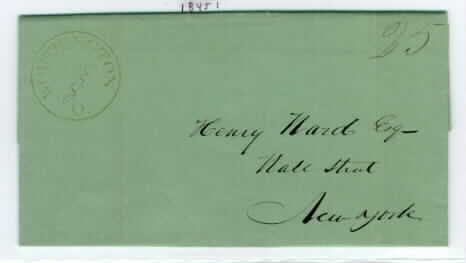 1845
25
Henry Ward Esq
Wall Street
New York